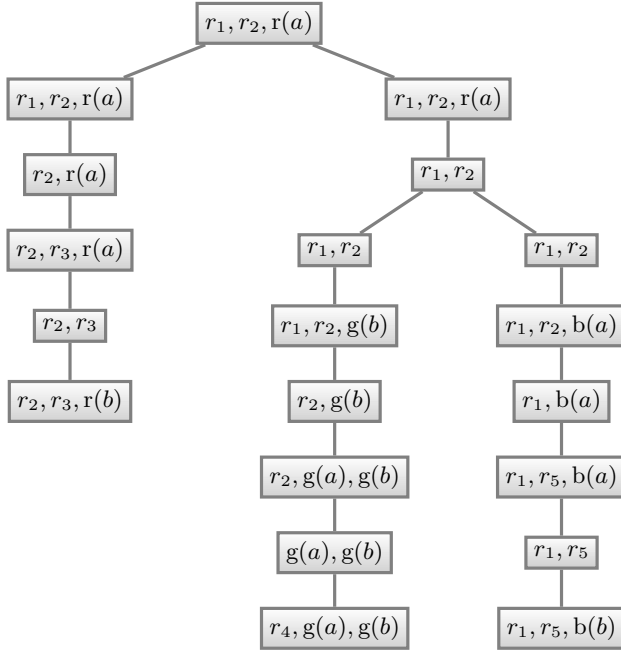 r₁, r₂, r(a)
r₁, r₂, r(a)
r₁, r₂, r(a)
r₂, r(a)
r₁, r₂
r₂, r₃, r(a)
r₁, r₂
r₁, r₂
r₂, r₃
r₁, r₂, g(b)
r₁, r₂, b(a)
r₂, r₃, r(b)
r₂, g(b)
r₁, b(a)
r₂, g(a), g(b)
r₁, r₅, b(a)
g(a), g(b)
r₁, r₅
r₄, g(a), g(b)
r₁, r₅, b(b)